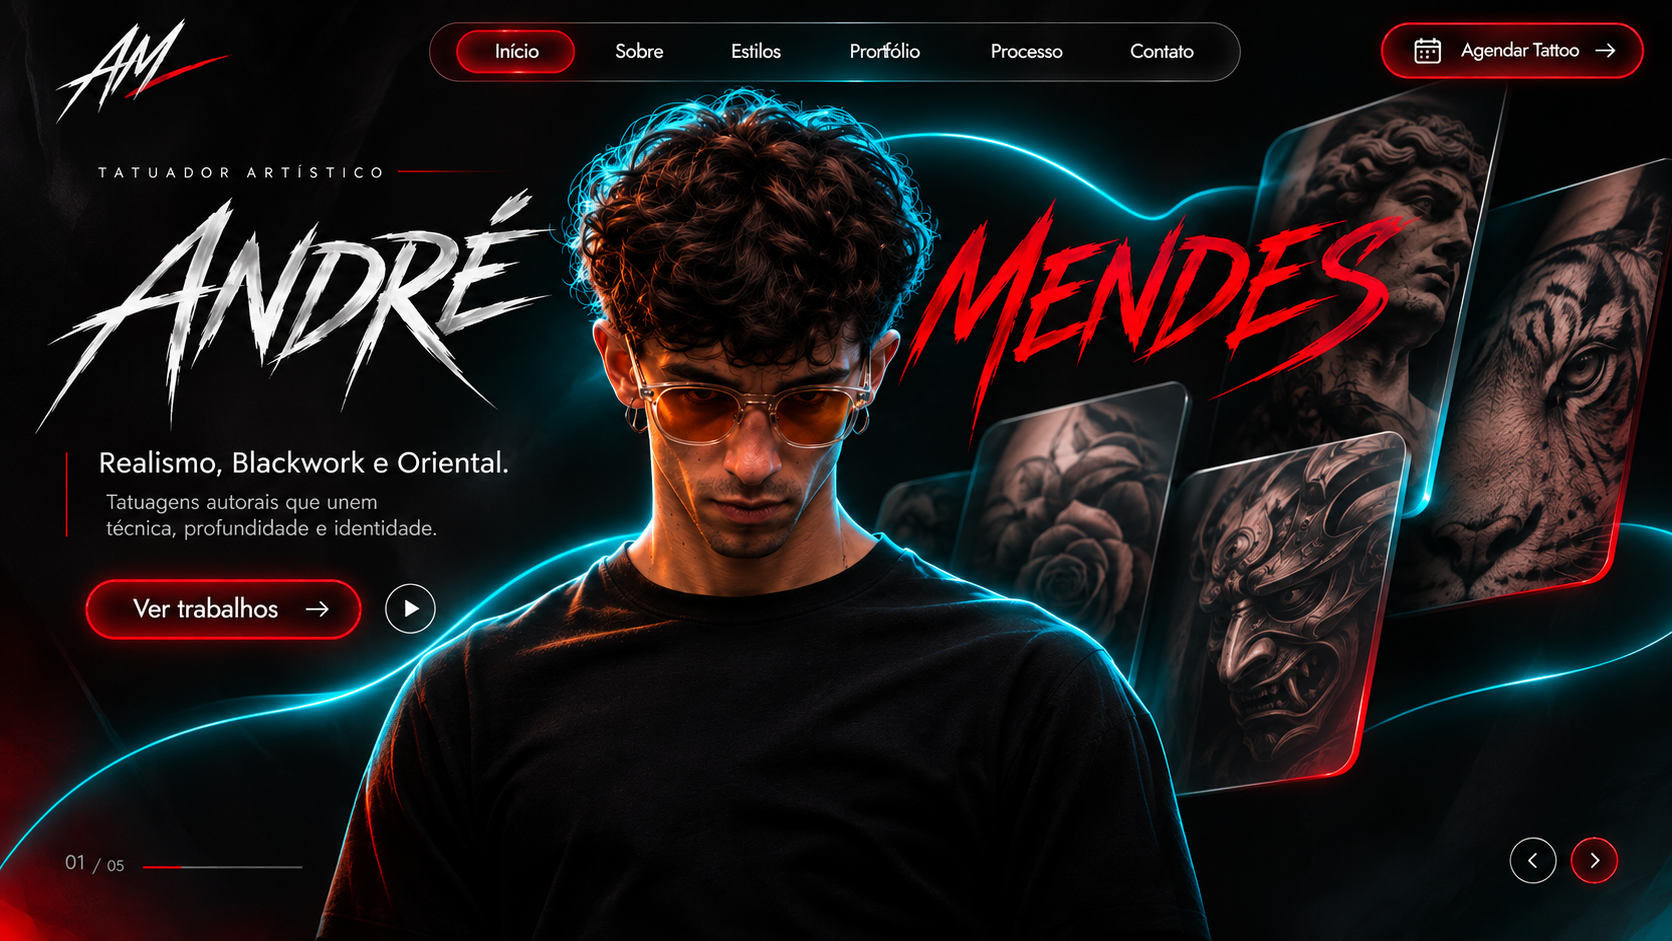 AM
Início
Sobre
Estilos
Prortfólio
Processo
Contato
Agendar Tattoo
TATUADOR ARTÍSTICO
ANDRÉ
MENDES
Realismo, Blackwork e Oriental.
Tatuagens autorais que unem
técnica, profundidade e identidade.
Ver trabalhos
01 / 05